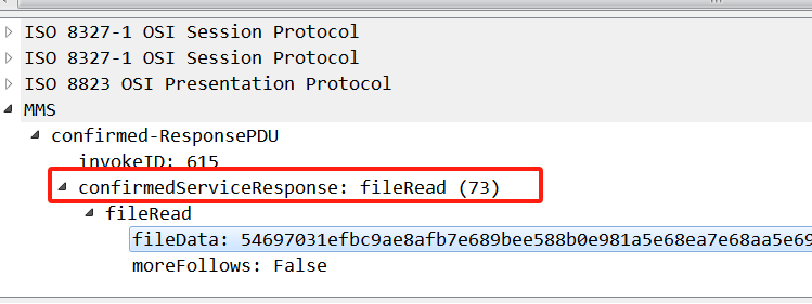 ISO 8327-1 OSI Session Protocol
ISO 8327-1 OSI Session Protocol
ISO 8823 OSI Presentation Protocol
MMS
confirmed-ResponsePDU
invokeID: 615
confirmedServiceResponse: fileRead (73)
fileRead
fileData: 54697031efbc9ae8afb7e689bee588b0e981a5e68ea7e68aa5e69
moreFollows: False